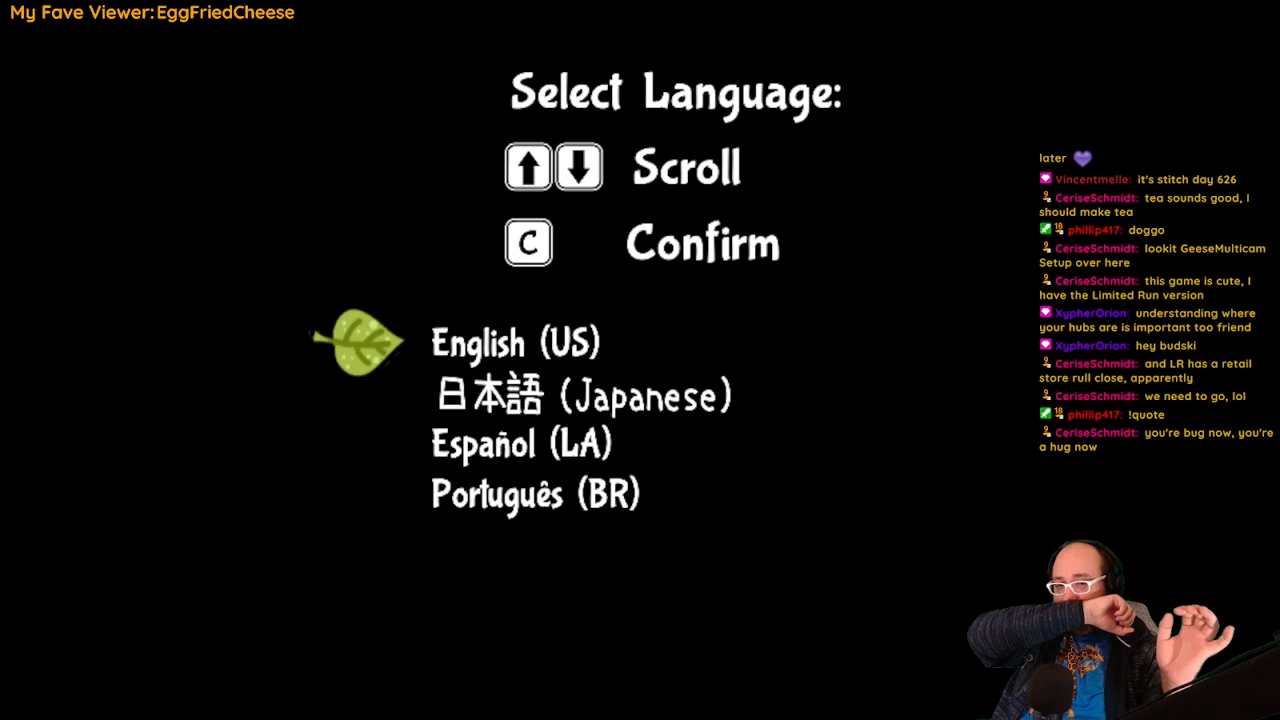 My Fave Viewer: EggFriedCheese
Select Language:
Scroll
C Confirm
English (US)
日本語 (Japanese)
Español (LA)
Português (BR)
later
Vincentmelle: it's stitch day 626
CeriseSchmidt: tea sounds good, I
should make tea
18 phillip417: doggo
CeriseSchmidt: lookit GeeseMulticam
Setup over here
CeriseSchmidt: this game is cute, I
have the Limited Run version
XypherOrion: understanding where
your hubs are is important too friend
XypherOrion: hey budski
CeriseSchmidt: and LR has a retail
store rull close, apparently
CeriseSchmidt: we need to go, lol
18 phillip417: !quote
CeriseSchmidt: you're bug now, you're
a hug now